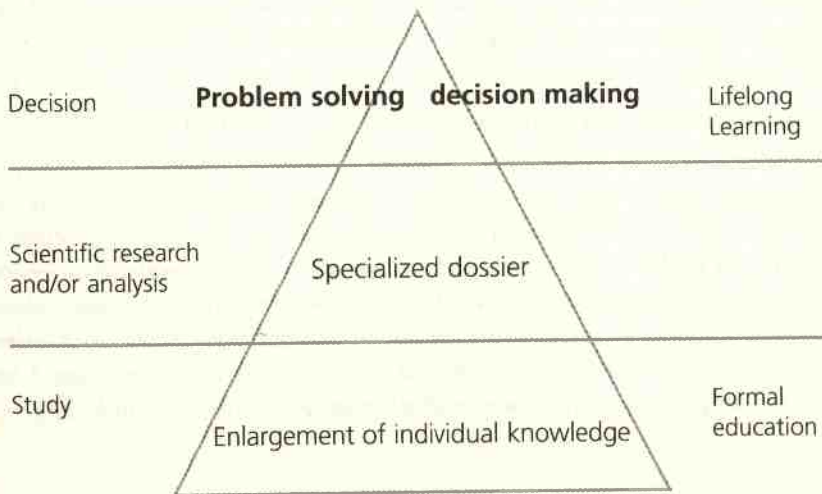 Decision
Problem solving decision making
Lifelong
Learning
Scientific research
and/or analysis
Specialized dossier
Study
Enlargement of individual knowledge
Formal
education